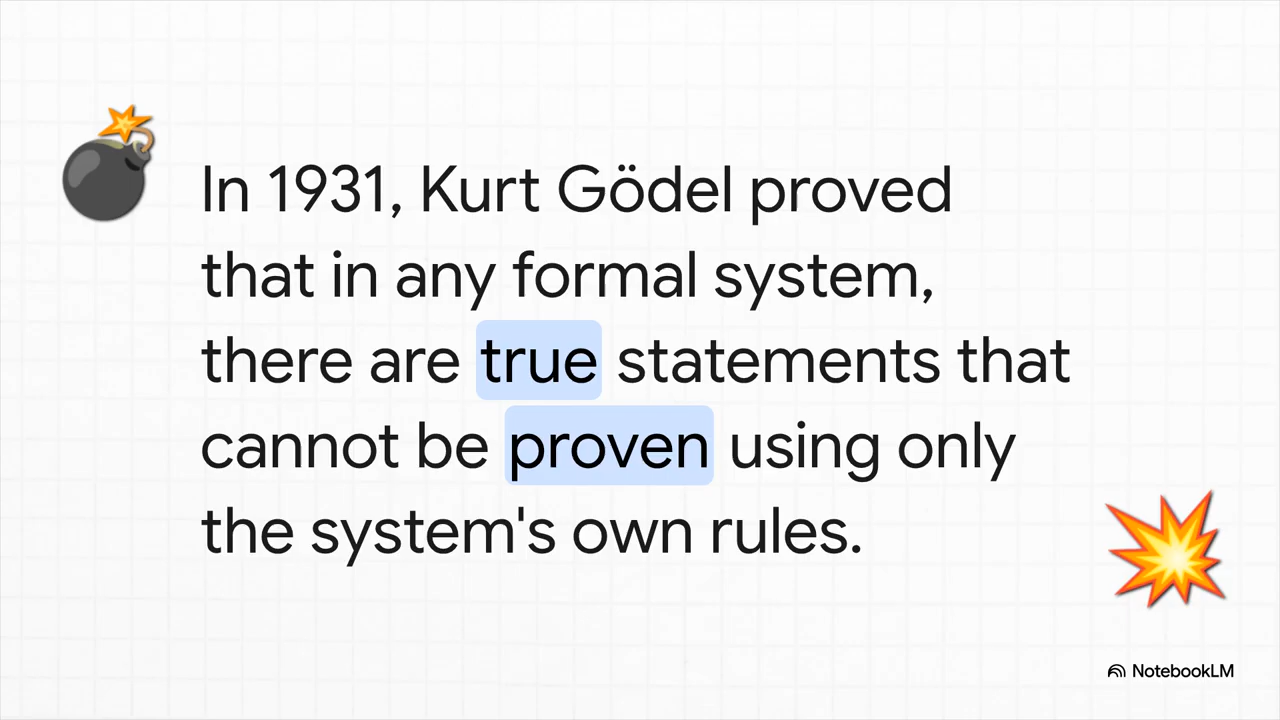 In 1931, Kurt Gödel proved
that in any formal system,
there are true statements that
cannot be proven using only
the system's own rules.
NotebookLM